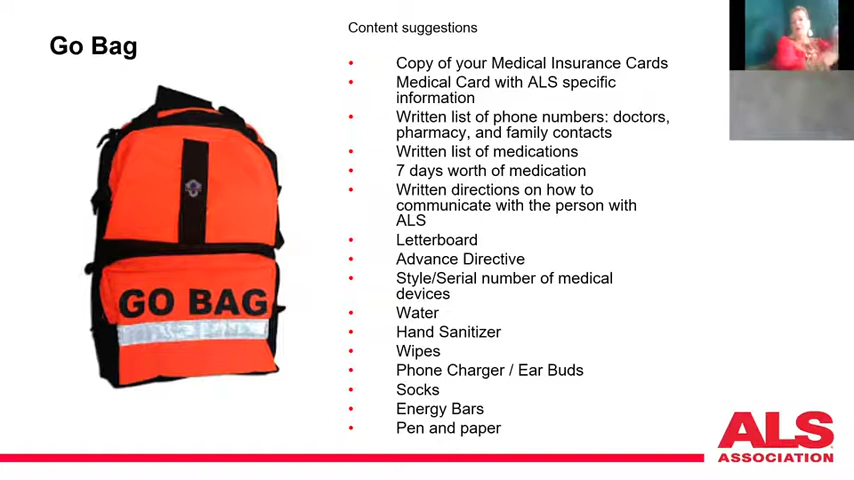 Go Bag
GO BAG
Content suggestions
• Copy of your Medical Insurance Cards
• Medical Card with ALS specific
information
• Written list of phone numbers: doctors,
pharmacy, and family contacts
• Written list of medications
• 7 days worth of medication
• Written directions on how to
communicate with the person with
ALS
• Letterboard
• Advance Directive
• Style/Serial number of medical
devices
• Water
• Hand Sanitizer
• Wipes
• Phone Charger / Ear Buds
• Socks
• Energy Bars
• Pen and paper
ALS
ASSOCIATION